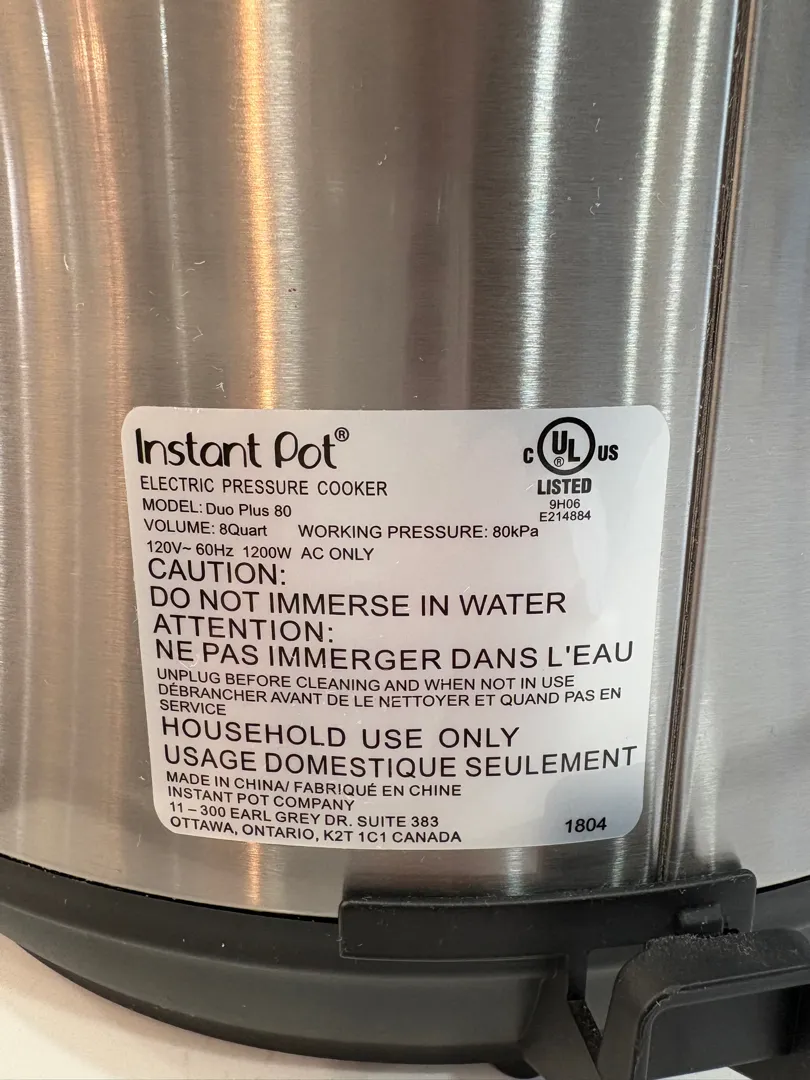 Instant Pot®
C UL® US
LISTED
9H06
E214884
ELECTRIC PRESSURE COOKER
MODEL: Duo Plus 80
VOLUME: 8Quart WORKING PRESSURE: 80kPa
120V~ 60Hz 1200W AC ONLY
CAUTION:
DO NOT IMMERSE IN WATER
ATTENTION:
NE PAS IMMERGER DANS L'EAU
UNPLUG BEFORE CLEANING AND WHEN NOT IN USE
DÉBRANCHER AVANT DE LE NETTOYER ET QUAND PAS EN
SERVICE
HOUSEHOLD USE ONLY
USAGE DOMESTIQUE SEULEMENT
MADE IN CHINA/ FABRIQUÉ EN CHINE
INSTANT POT COMPANY
11 – 300 EARL GREY DR. SUITE 383
OTTAWA, ONTARIO, K2T 1C1 CANADA
1804